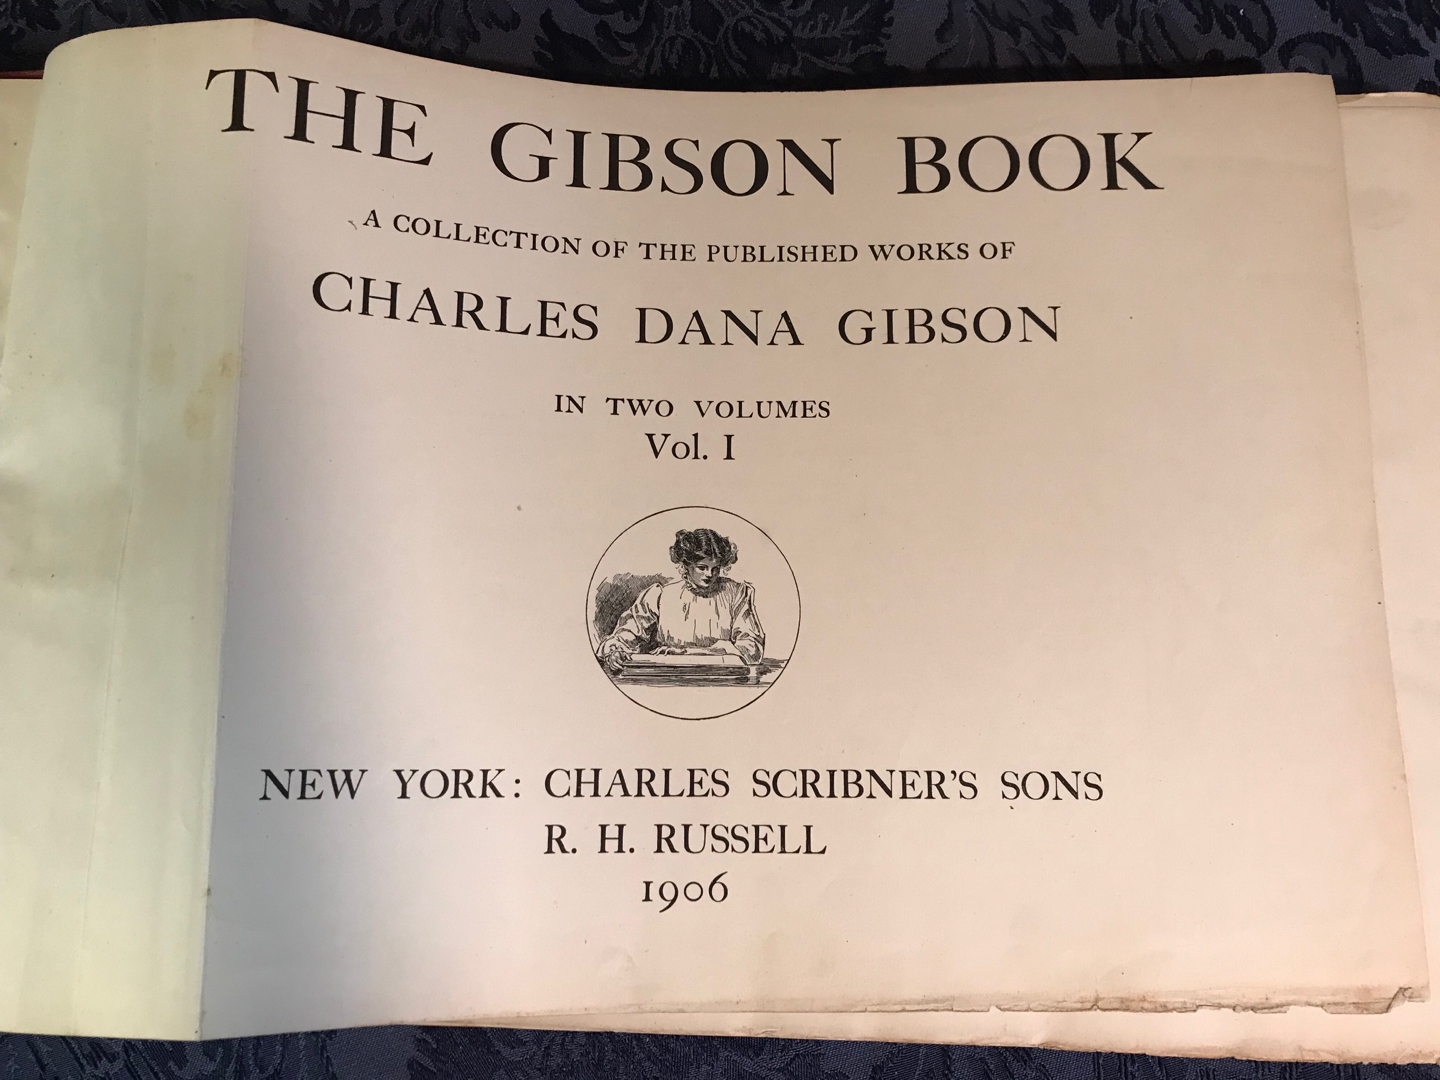 THE GIBSON BOOK
A COLLECTION OF THE PUBLISHED WORKS OF
CHARLES DANA GIBSON
IN TWO VOLUMES
Vol. I
NEW YORK: CHARLES SCRIBNER'S SONS
R. H. RUSSELL
1906